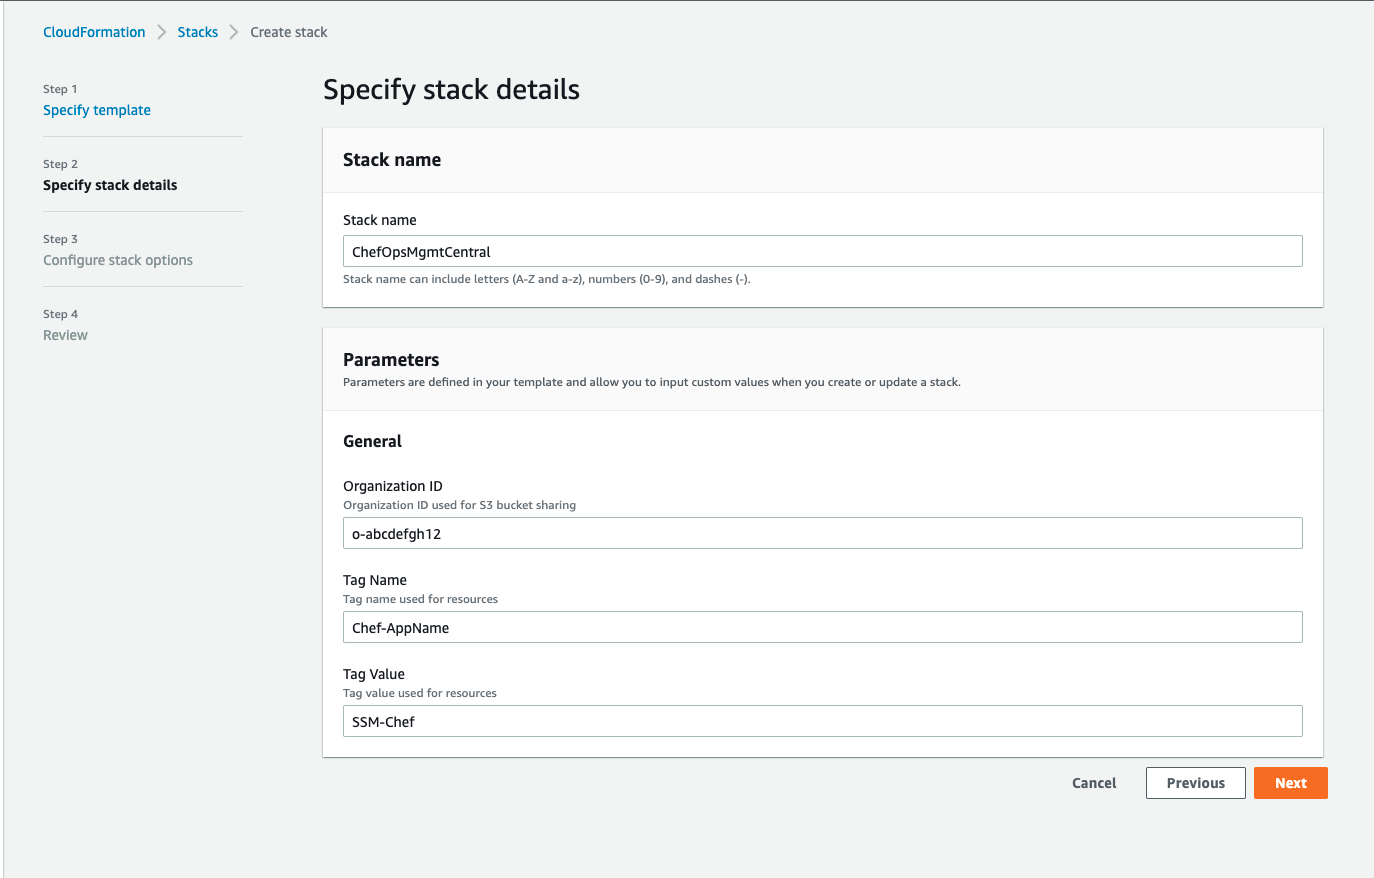 CloudFormation > Stacks > Create stack
Step 1
Specify template
Step 2
Specify stack details
Step 3
Configure stack options
Step 4
Review
Specify stack details
Stack name
Stack name
ChefOpsMgmtCentral
Stack name can include letters (A-Z and a-z), numbers (0-9), and dashes (-).
Parameters
Parameters are defined in your template and allow you to input custom values when you create or update a stack.
General
Organization ID
Organization ID used for S3 bucket sharing
o-abcdefgh12
Tag Name
Tag name used for resources
Chef-AppName
Tag Value
Tag value used for resources
SSM-Chef
Cancel Previous Next